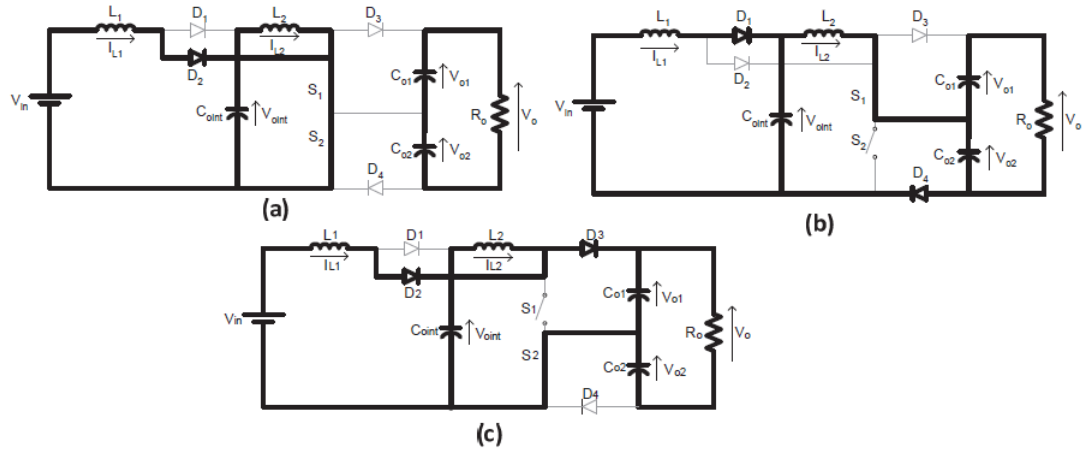 L1 D1 L2 D3
IL1 IL2
D2
Vin Coint Voint S1 Co1 Vo1 Ro Vo
S2 Co2 Vo2
D4
(a)
L1 D1 L2 D3
IL1 D2 IL2
Vin Coint Voint S1 Co1 Vo1 Ro Vo
S2 Co2 Vo2
D4
(b)
L1 D1 L2 D3
IL1 D2 IL2
Vin Coint Voint S1 Co1 Vo1 Ro Vo
S2 Co2 Vo2
D4
(c)